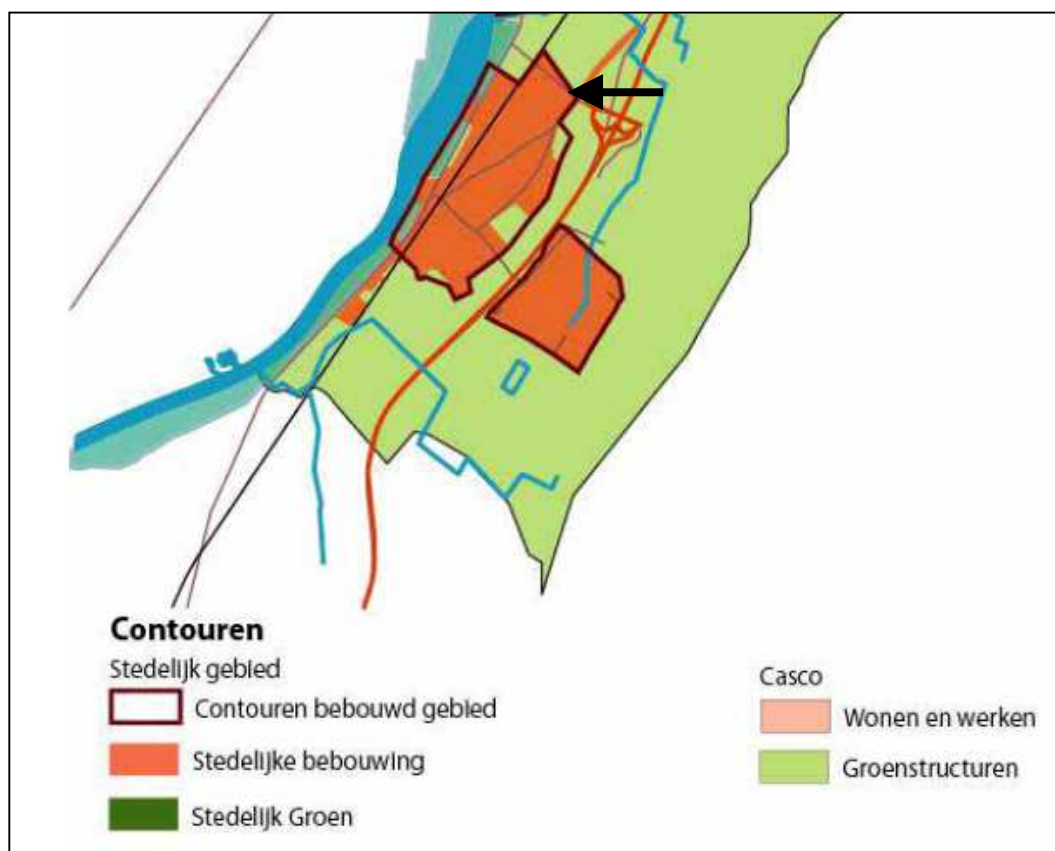 Contouren
Stedelijk gebied
Contouren bebouwd gebied
Stedelijke bebouwing
Stedelijk Groen
Casco
Wonen en werken
Groenstructuren